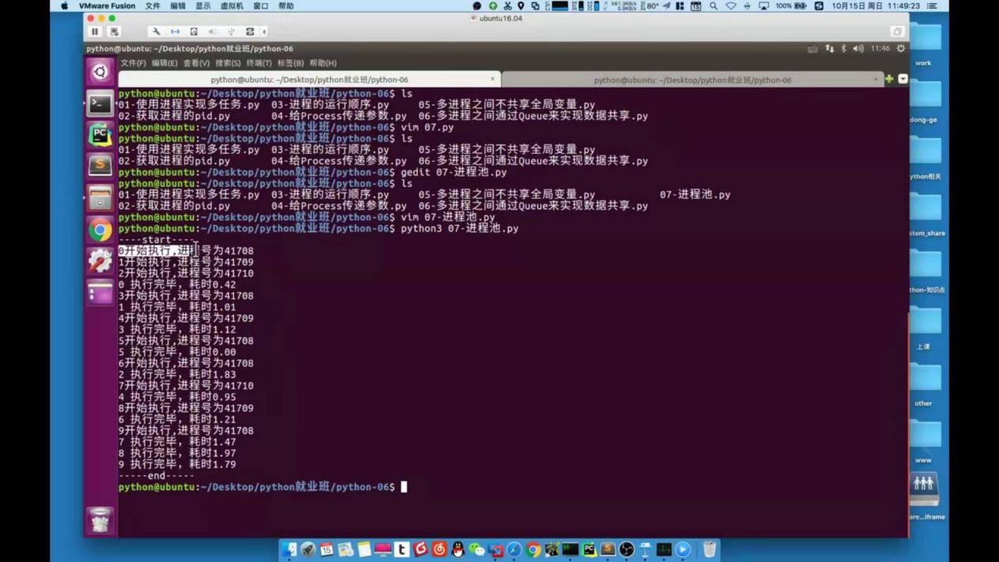 VMware Fusion 文件 编辑 显示 虚拟机 窗口 帮助 80° 100% 10月15日 周日 11:49:23
ubuntu16.04
python@ubuntu: ~/Desktop/python就业班/python-06 11:46
文件(F) 编辑(E) 查看(V) 搜索(S) 终端(T) 标签(B) 帮助(H)
python@ubuntu: ~/Desktop/python就业班/python-06 × python@ubuntu: ~/Desktop/python就业班/python-06 ×
python@ubuntu:~/Desktop/python就业班/python-06$ ls
01-使用进程实现多任务.py 03-进程的运行顺序.py 05-多进程之间不共享全局变量.py
02-获取进程的pid.py 04-给Process传递参数.py 06-多进程之间通过Queue来实现数据共享.py
python@ubuntu:~/Desktop/python就业班/python-06$ vim 07.py
python@ubuntu:~/Desktop/python就业班/python-06$ ls
01-使用进程实现多任务.py 03-进程的运行顺序.py 05-多进程之间不共享全局变量.py
02-获取进程的pid.py 04-给Process传递参数.py 06-多进程之间通过Queue来实现数据共享.py
python@ubuntu:~/Desktop/python就业班/python-06$ gedit 07-进程池.py
python@ubuntu:~/Desktop/python就业班/python-06$ ls
01-使用进程实现多任务.py 03-进程的运行顺序.py 05-多进程之间不共享全局变量.py 07-进程池.py
02-获取进程的pid.py 04-给Process传递参数.py 06-多进程之间通过Queue来实现数据共享.py
python@ubuntu:~/Desktop/python就业班/python-06$ vim 07-进程池.py
python@ubuntu:~/Desktop/python就业班/python-06$ python3 07-进程池.py
----start----
0开始执行,进程号为41708
1开始执行,进程号为41709
2开始执行,进程号为41710
0 执行完毕，耗时0.42
3开始执行,进程号为41708
1 执行完毕，耗时1.01
4开始执行,进程号为41709
3 执行完毕，耗时1.12
5开始执行,进程号为41708
5 执行完毕，耗时0.00
6开始执行,进程号为41708
2 执行完毕，耗时1.83
7开始执行,进程号为41710
4 执行完毕，耗时0.95
8开始执行,进程号为41709
6 执行完毕，耗时1.21
9开始执行,进程号为41708
7 执行完毕，耗时1.47
8 执行完毕，耗时1.97
9 执行完毕，耗时1.79
-----end-----
python@ubuntu:~/Desktop/python就业班/python-06$
work
dong-ge
ython相关
stem_share
thon-知识点
上课
other
www
are...iframe